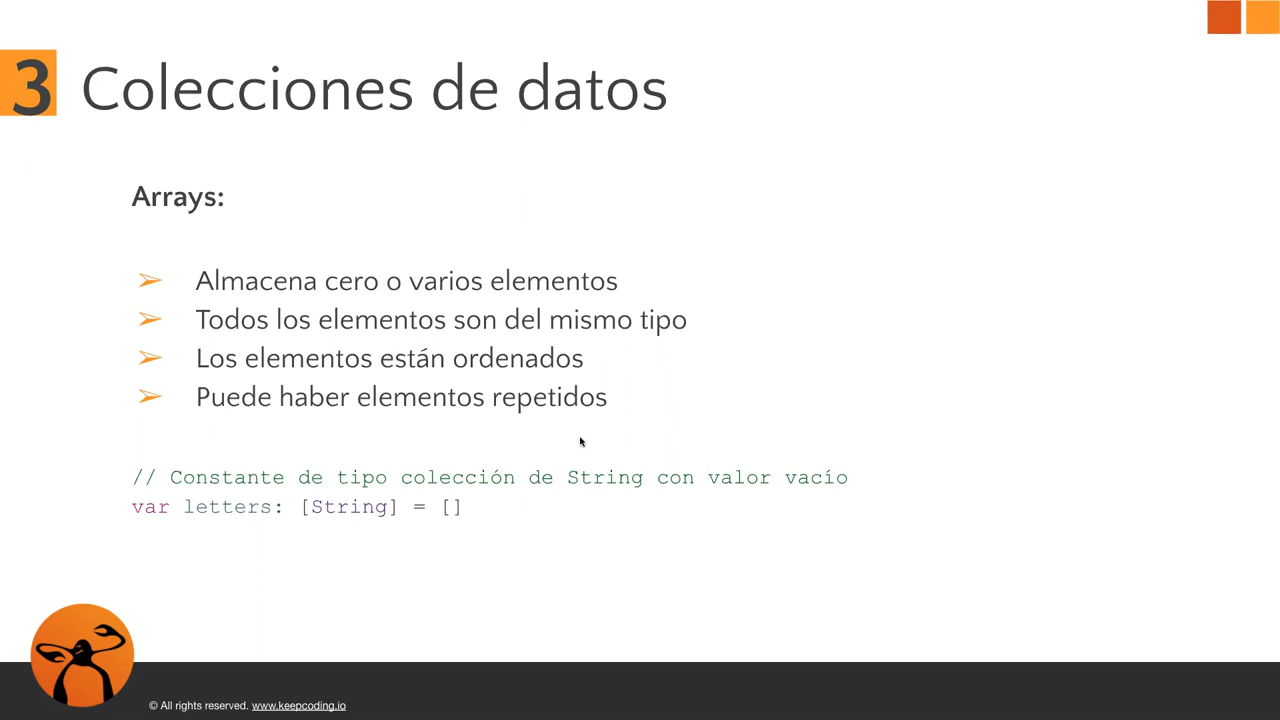 3 Colecciones de datos
Arrays:
➢ Almacena cero o varios elementos
➢ Todos los elementos son del mismo tipo
➢ Los elementos están ordenados
➢ Puede haber elementos repetidos
// Constante de tipo colección de String con valor vacío
var letters: [String] = []
© All rights reserved. www.keepcoding.io